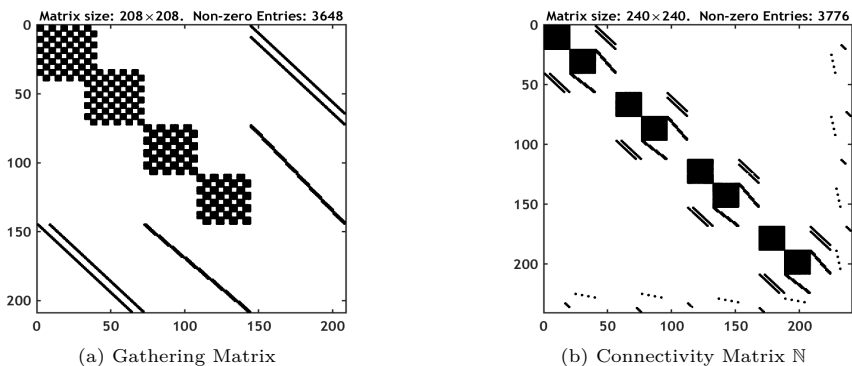 Matrix size: 208×208. Non-zero Entries: 3648
0
50
100
150
200
0 50 100 150 200
(a) Gathering Matrix
Matrix size: 240×240. Non-zero Entries: 3776
0
50
100
150
200
0 50 100 150 200
(b) Connectivity Matrix ℕ